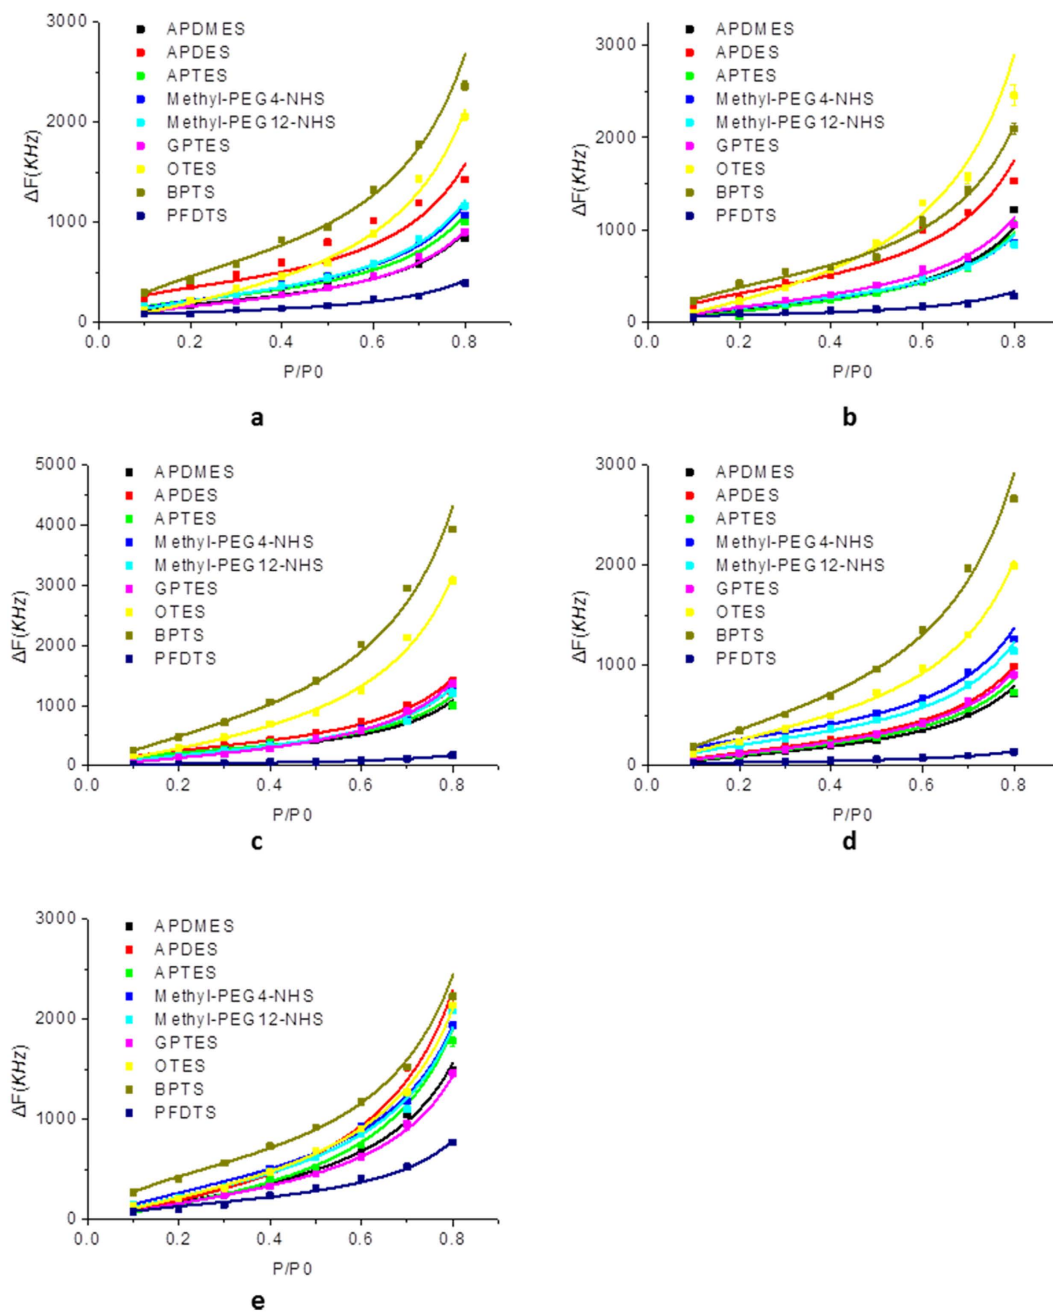 3000
2000
1000
0
ΔF(KHz)
APDMES
APDES
APTES
Methyl-PEG4-NHS
Methyl-PEG12-NHS
GPTES
OTES
BPTS
PFDTS
0.0 0.2 0.4 0.6 0.8
P/P0
a
3000
2000
1000
0
ΔF(KHz)
APDMES
APDES
APTES
Methyl-PEG4-NHS
Methyl-PEG12-NHS
GPTES
OTES
BPTS
PFDTS
0.0 0.2 0.4 0.6 0.8
P/P0
b
5000
4000
3000
2000
1000
0
ΔF(KHz)
APDMES
APDES
APTES
Methyl-PEG4-NHS
Methyl-PEG12-NHS
GPTES
OTES
BPTS
PFDTS
0.0 0.2 0.4 0.6 0.8
P/P0
c
3000
2000
1000
0
ΔF(KHz)
APDMES
APDES
APTES
Methyl-PEG4-NHS
Methyl-PEG12-NHS
GPTES
OTES
BPTS
PFDTS
0.0 0.2 0.4 0.6 0.8
P/P0
d
3000
2000
1000
0
ΔF(KHz)
APDMES
APDES
APTES
Methyl-PEG4-NHS
Methyl-PEG12-NHS
GPTES
OTES
BPTS
PFDTS
0.0 0.2 0.4 0.6 0.8
P/P0
e